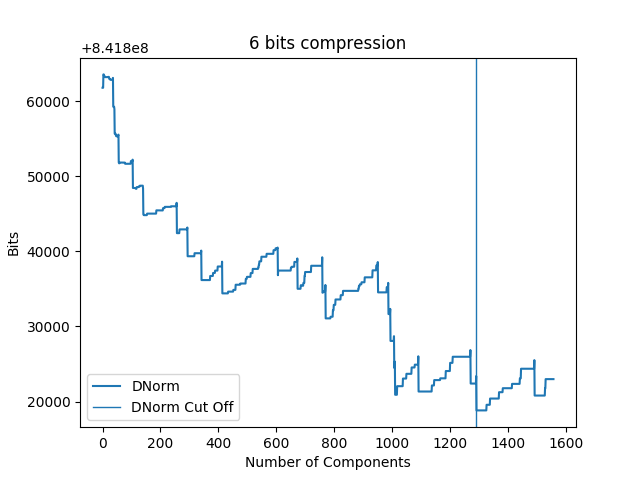 6 bits compression
+8.418e8
60000
50000
40000
30000
20000
Bits
DNorm
DNorm Cut Off
0 200 400 600 800 1000 1200 1400 1600
Number of Components